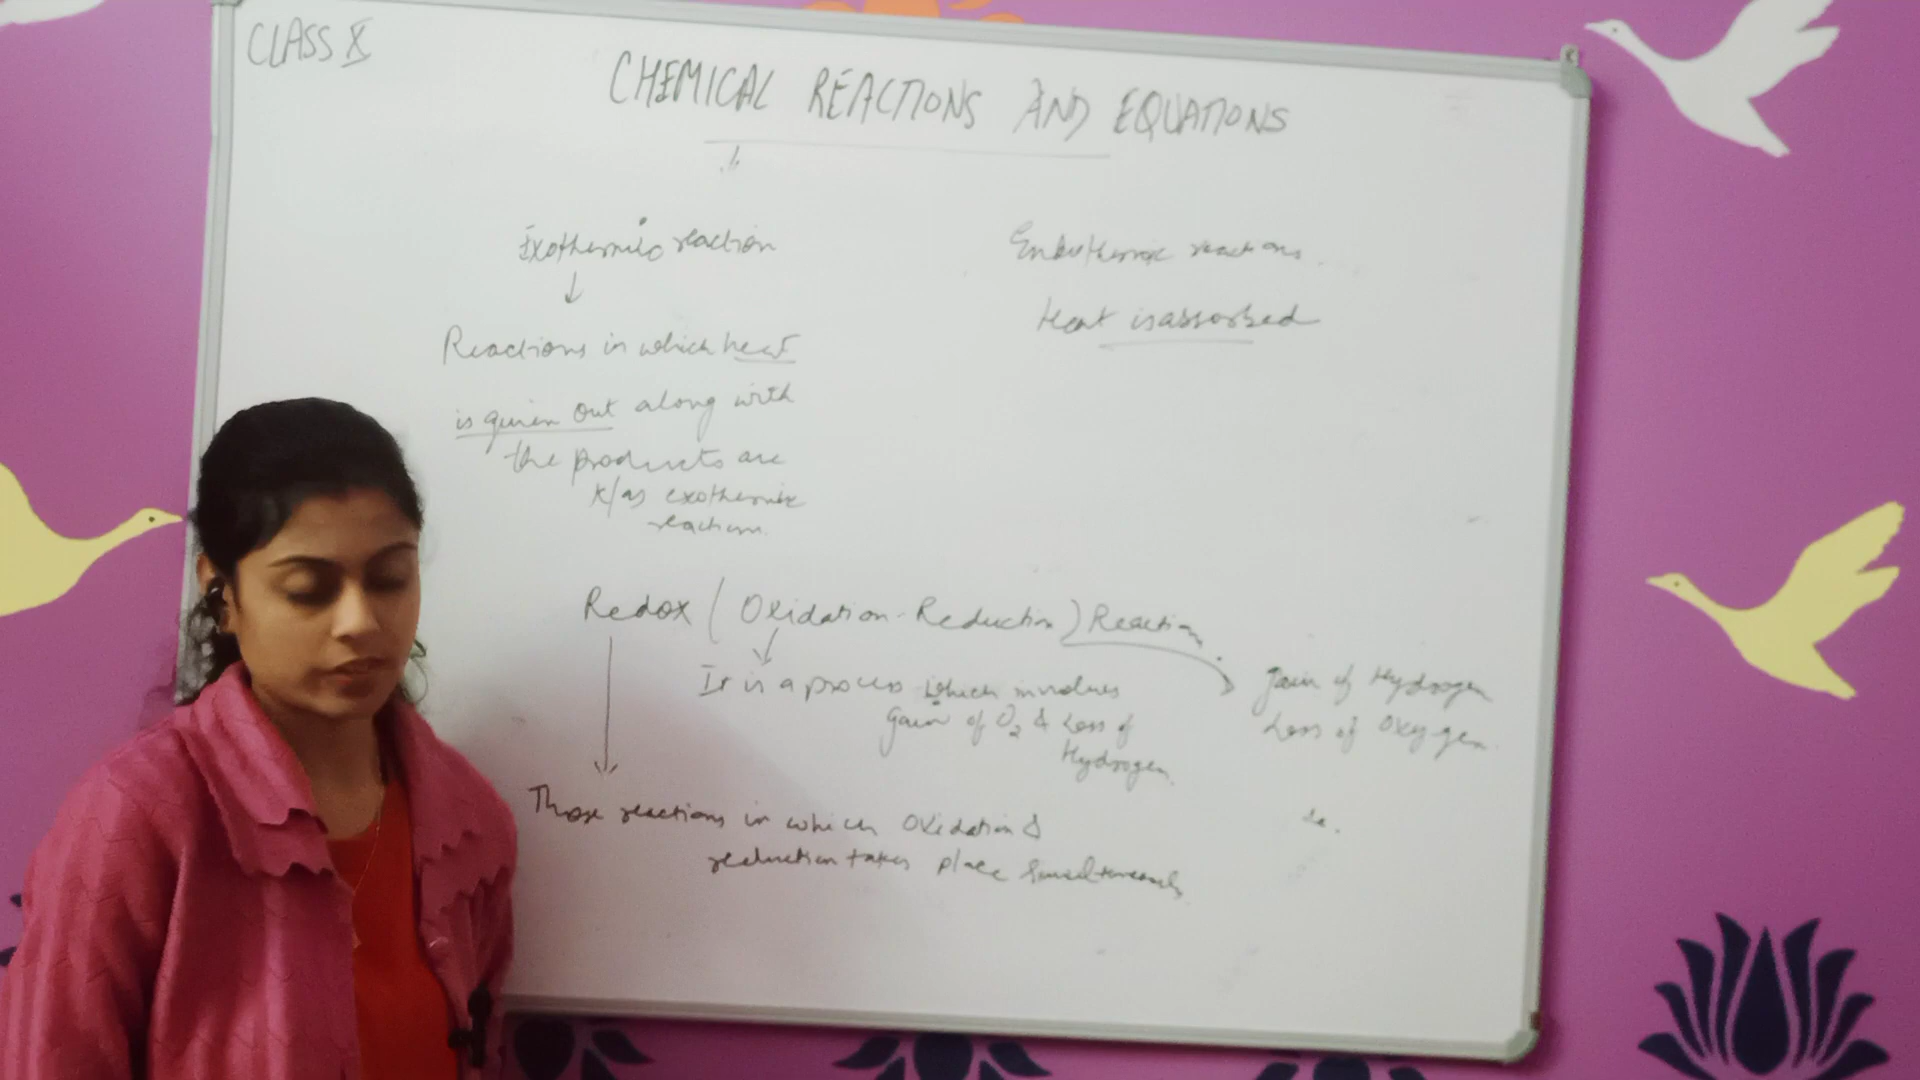 CLASS X
CHEMICAL REACTIONS AND EQUATIONS
Exothermic reaction
Endothermic reactions.
Heat is absorbed
Reactions in which heat
is given out along with
the products are
k/as exothermic
reactions.
Redox (Oxidation-Reduction) Reaction
It is a process which involves
Gain of O2 & Loss of
Hydrogen
Gain of Hydrogen
Loss of Oxygen.
Those reactions in which Oxidation &
reduction takes place simultaneously